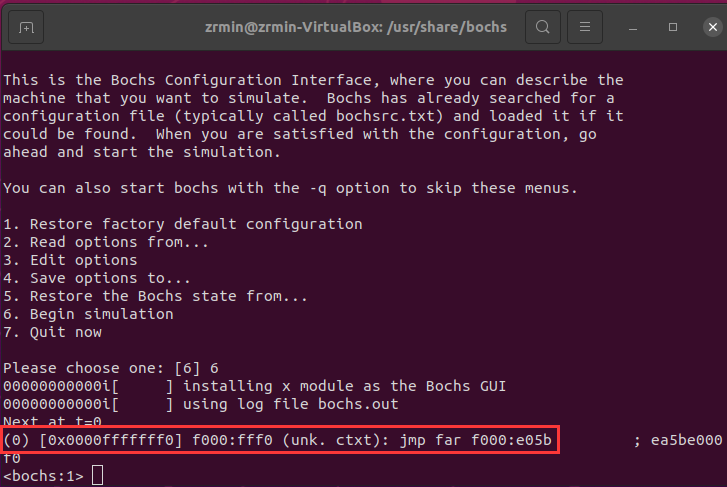 zrmin@zrmin-VirtualBox: /usr/share/bochs
This is the Bochs Configuration Interface, where you can describe the
machine that you want to simulate.  Bochs has already searched for a
configuration file (typically called bochsrc.txt) and loaded it if it
could be found.  When you are satisfied with the configuration, go
ahead and start the simulation.
You can also start bochs with the -q option to skip these menus.
1. Restore factory default configuration
2. Read options from...
3. Edit options
4. Save options to...
5. Restore the Bochs state from...
6. Begin simulation
7. Quit now
Please choose one: [6] 6
00000000000i[      ] installing x module as the Bochs GUI
00000000000i[      ] using log file bochs.out
Next at t=0
(0) [0x0000fffffff0] f000:fff0 (unk. ctxt): jmp far f000:e05b          ; ea5be000
f0
<bochs:1>